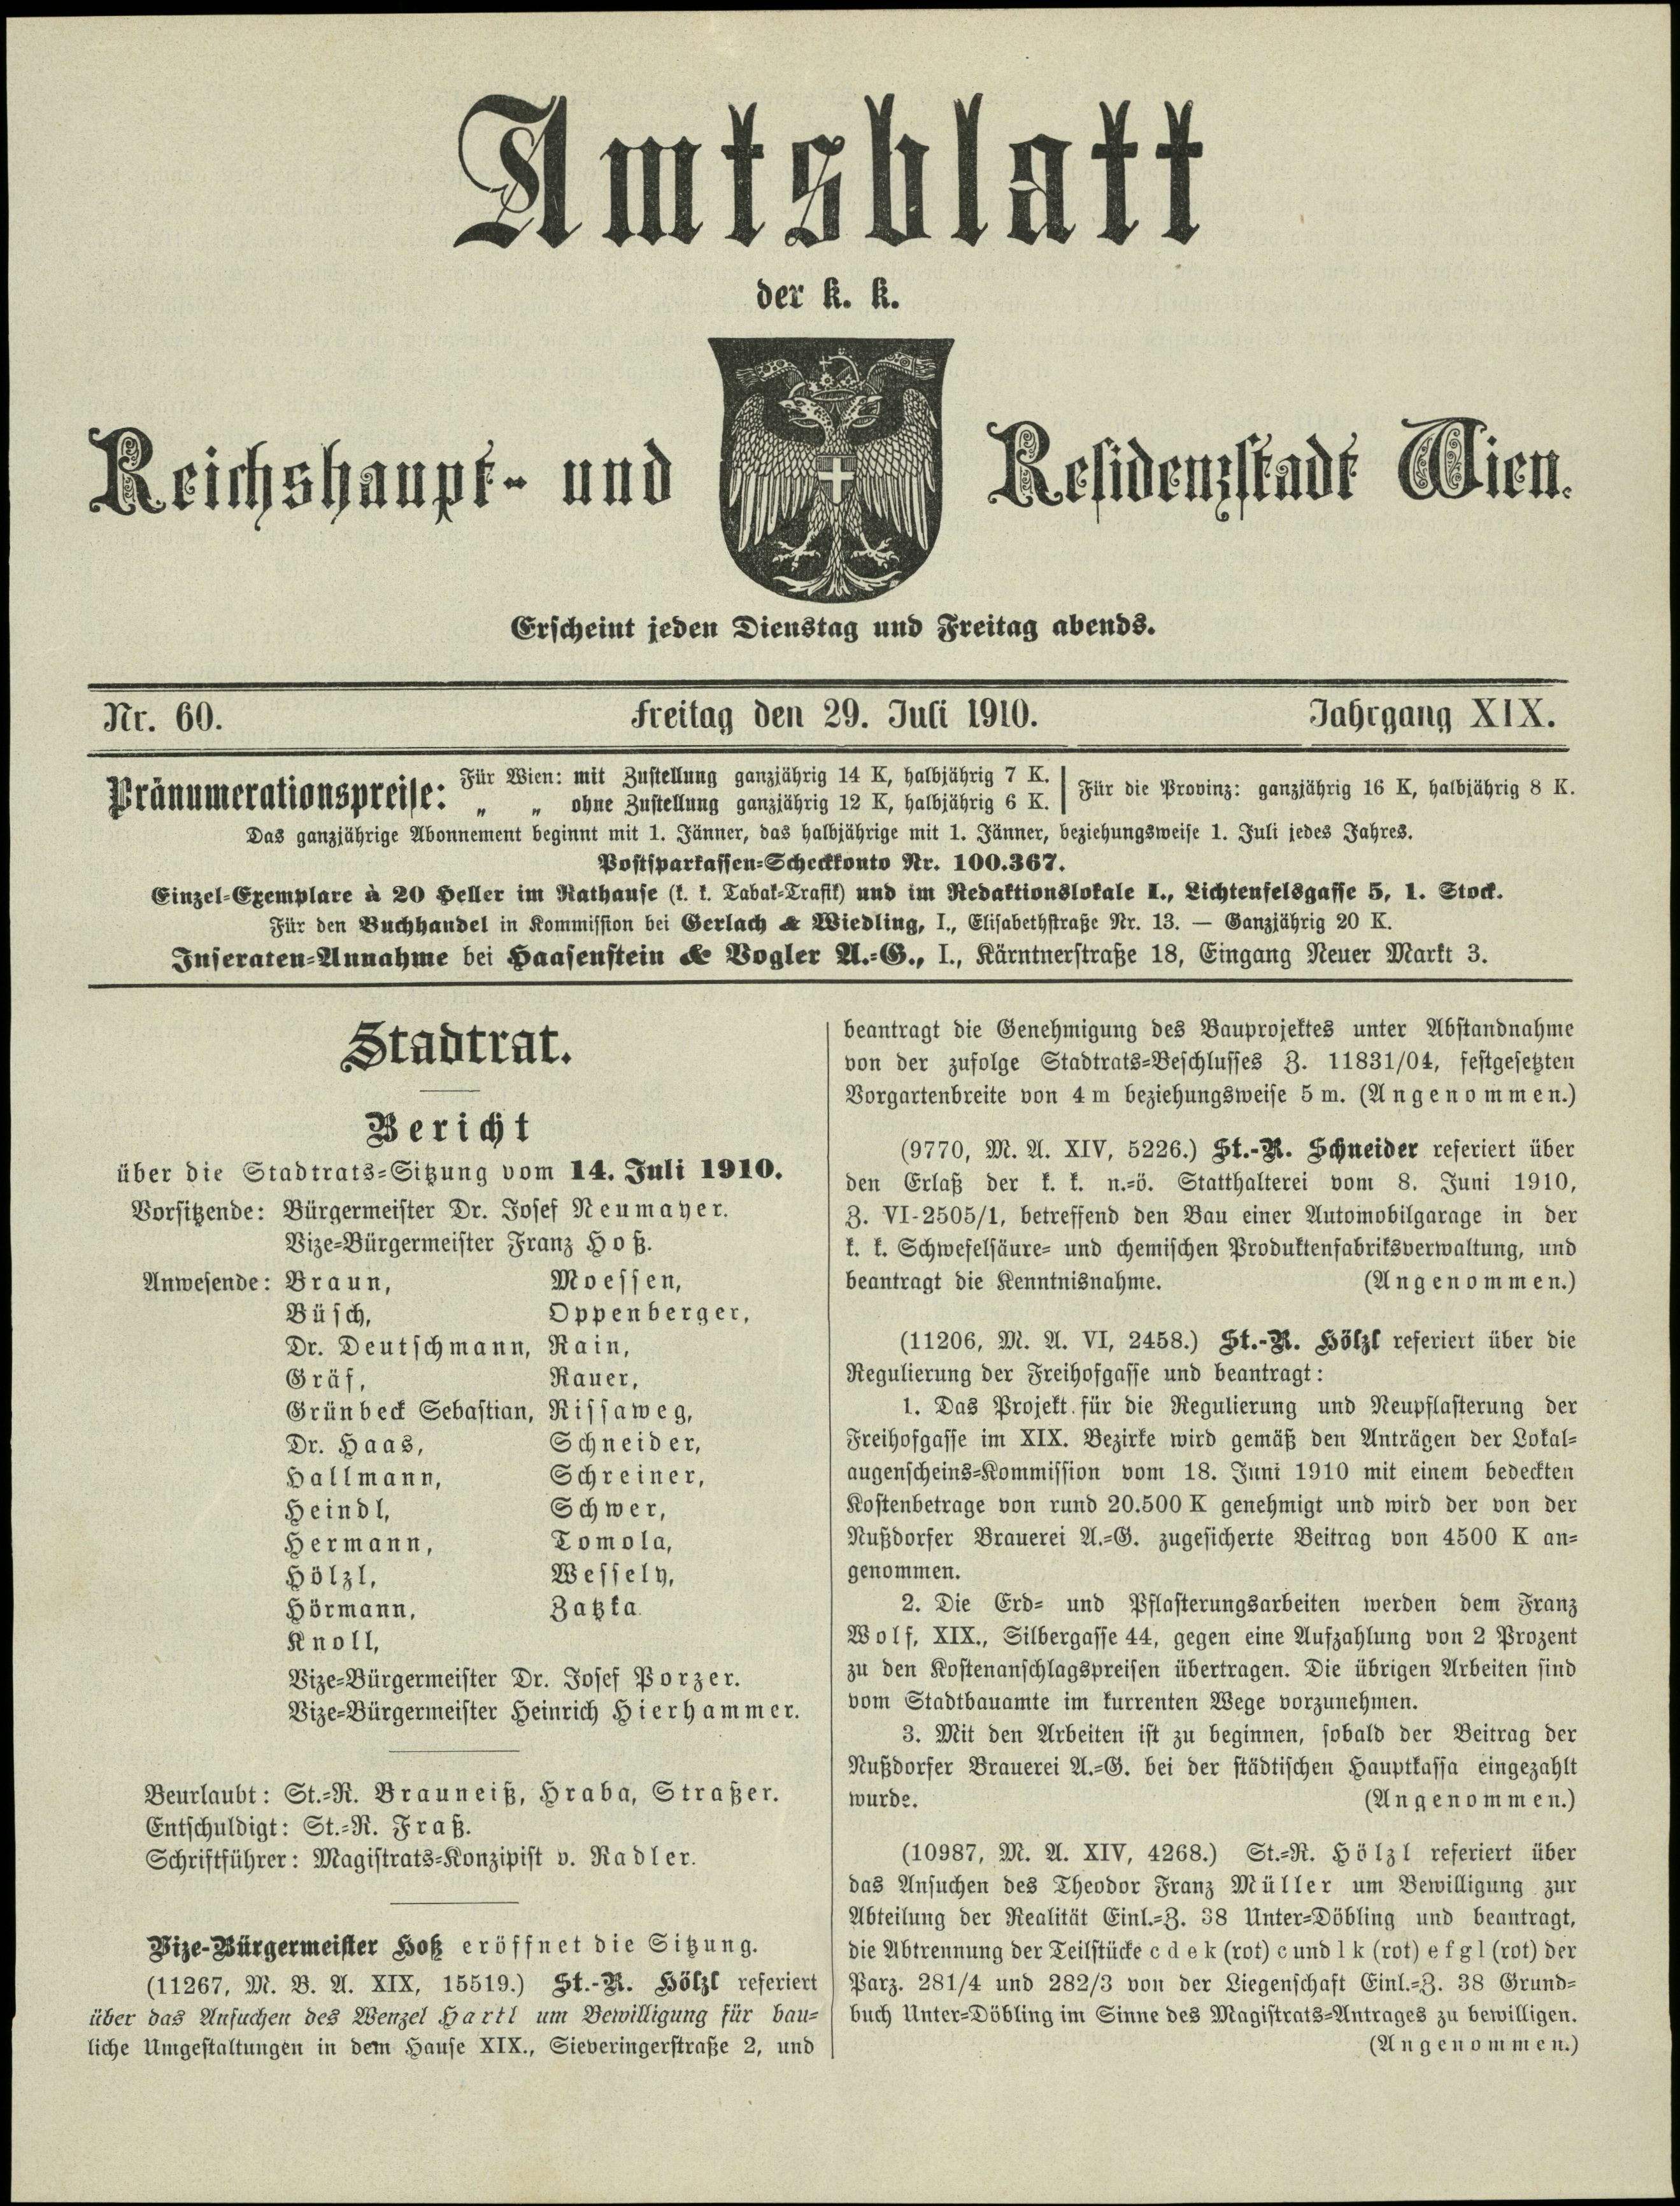 Amtsblatt
der k. k.
Reichshaupt- und Residenzstadt Wien.
Erscheint jeden Dienstag und Freitag abends.
Nr. 60. Freitag den 29. Juli 1910. Jahrgang XIX.
Pränumerationspreise: Für Wien: mit Zustellung ganzjährig 14 K, halbjährig 7 K.
„ „ ohne Zustellung ganzjährig 12 K, halbjährig 6 K.
Für die Provinz: ganzjährig 16 K, halbjährig 8 K.
Das ganzjährige Abonnement beginnt mit 1. Jänner, das halbjährige mit 1. Jänner, beziehungsweise 1. Juli jedes Jahres.
Postsparkassen-Scheckkonto Nr. 100.367.
Einzel-Exemplare à 20 Heller im Rathause (k. k. Tabak-Trafik) und im Redaktionslokale I., Lichtenfelsgasse 5, 1. Stock.
Für den Buchhandel in Kommission bei Gerlach & Wiedling, I., Elisabethstraße Nr. 13. — Ganzjährig 20 K.
Inseraten-Annahme bei Haasenstein & Vogler A.-G., I., Kärntnerstraße 18, Eingang Neuer Markt 3.
Stadtrat.
Bericht
über die Stadtrats-Sitzung vom 14. Juli 1910.
Vorsitzende: Bürgermeister Dr. Josef Neumayer.
Vize-Bürgermeister Franz Hoß.
Anwesende: Braun, Moessen,
Büsch, Oppenberger,
Dr. Deutschmann, Rain,
Gräf, Rauer,
Grünbeck Sebastian, Rissaweg,
Dr. Haas, Schneider,
Hallmann, Schreiner,
Heindl, Schwer,
Hermann, Tomola,
Hölzl, Wessely,
Hörmann, Zatzka.
Knoll,
Vize-Bürgermeister Dr. Josef Porzer.
Vize-Bürgermeister Heinrich Hierhammer.
Beurlaubt: St.-R. Brauneiß, Hraba, Straßer.
Entschuldigt: St.-R. Fraß.
Schriftführer: Magistrats-Konzipist v. Radler.
Vize-Bürgermeister Hoß eröffnet die Sitzung.
(11267, M. B. A. XIX, 15519.) St.-R. Hölzl referiert
über das Ansuchen des Wenzel Hartl um Bewilligung für bau-
liche Umgestaltungen in dem Hause XIX., Sieveringerstraße 2, und
beantragt die Genehmigung des Bauprojektes unter Abstandnahme
von der zufolge Stadtrats-Beschlusses Z. 11831/04, festgesetzten
Vorgartenbreite von 4 m beziehungsweise 5 m. (Angenommen.)
(9770, M. A. XIV, 5226.) St.-R. Schneider referiert über
den Erlaß der k. k. n.-ö. Statthalterei vom 8. Juni 1910,
Z. VI-2505/1, betreffend den Bau einer Automobilgarage in der
k. k. Schwefelsäure- und chemischen Produktenfabriksverwaltung, und
beantragt die Kenntnisnahme. (Angenommen.)
(11206, M. A. VI, 2458.) St.-R. Hölzl referiert über die
Regulierung der Freihofgasse und beantragt:
1. Das Projekt für die Regulierung und Neupflasterung der
Freihofgasse im XIX. Bezirke wird gemäß den Anträgen der Lokal-
augenscheins-Kommission vom 18. Juni 1910 mit einem bedeckten
Kostenbetrage von rund 20.500 K genehmigt und wird der von der
Nußdorfer Brauerei A.-G. zugesicherte Beitrag von 4500 K an-
genommen.
2. Die Erd- und Pflasterungsarbeiten werden dem Franz
Wolf, XIX., Silbergasse 44, gegen eine Aufzahlung von 2 Prozent
zu den Kostenanschlagspreisen übertragen. Die übrigen Arbeiten sind
vom Stadtbauamte im kurrenten Wege vorzunehmen.
3. Mit den Arbeiten ist zu beginnen, sobald der Beitrag der
Nußdorfer Brauerei A.-G. bei der städtischen Hauptkassa eingezahlt
wurde. (Angenommen.)
(10987, M. A. XIV, 4268.) St.-R. Hölzl referiert über
das Ansuchen des Theodor Franz Müller um Bewilligung zur
Abteilung der Realität Einl.-Z. 38 Unter-Döbling und beantragt,
die Abtrennung der Teilstücke c d e k (rot) c und l k (rot) e f g l (rot) der
Parz. 281/4 und 282/3 von der Liegenschaft Einl.-Z. 38 Grund-
buch Unter-Döbling im Sinne des Magistrats-Antrages zu bewilligen.
(Angenommen.)